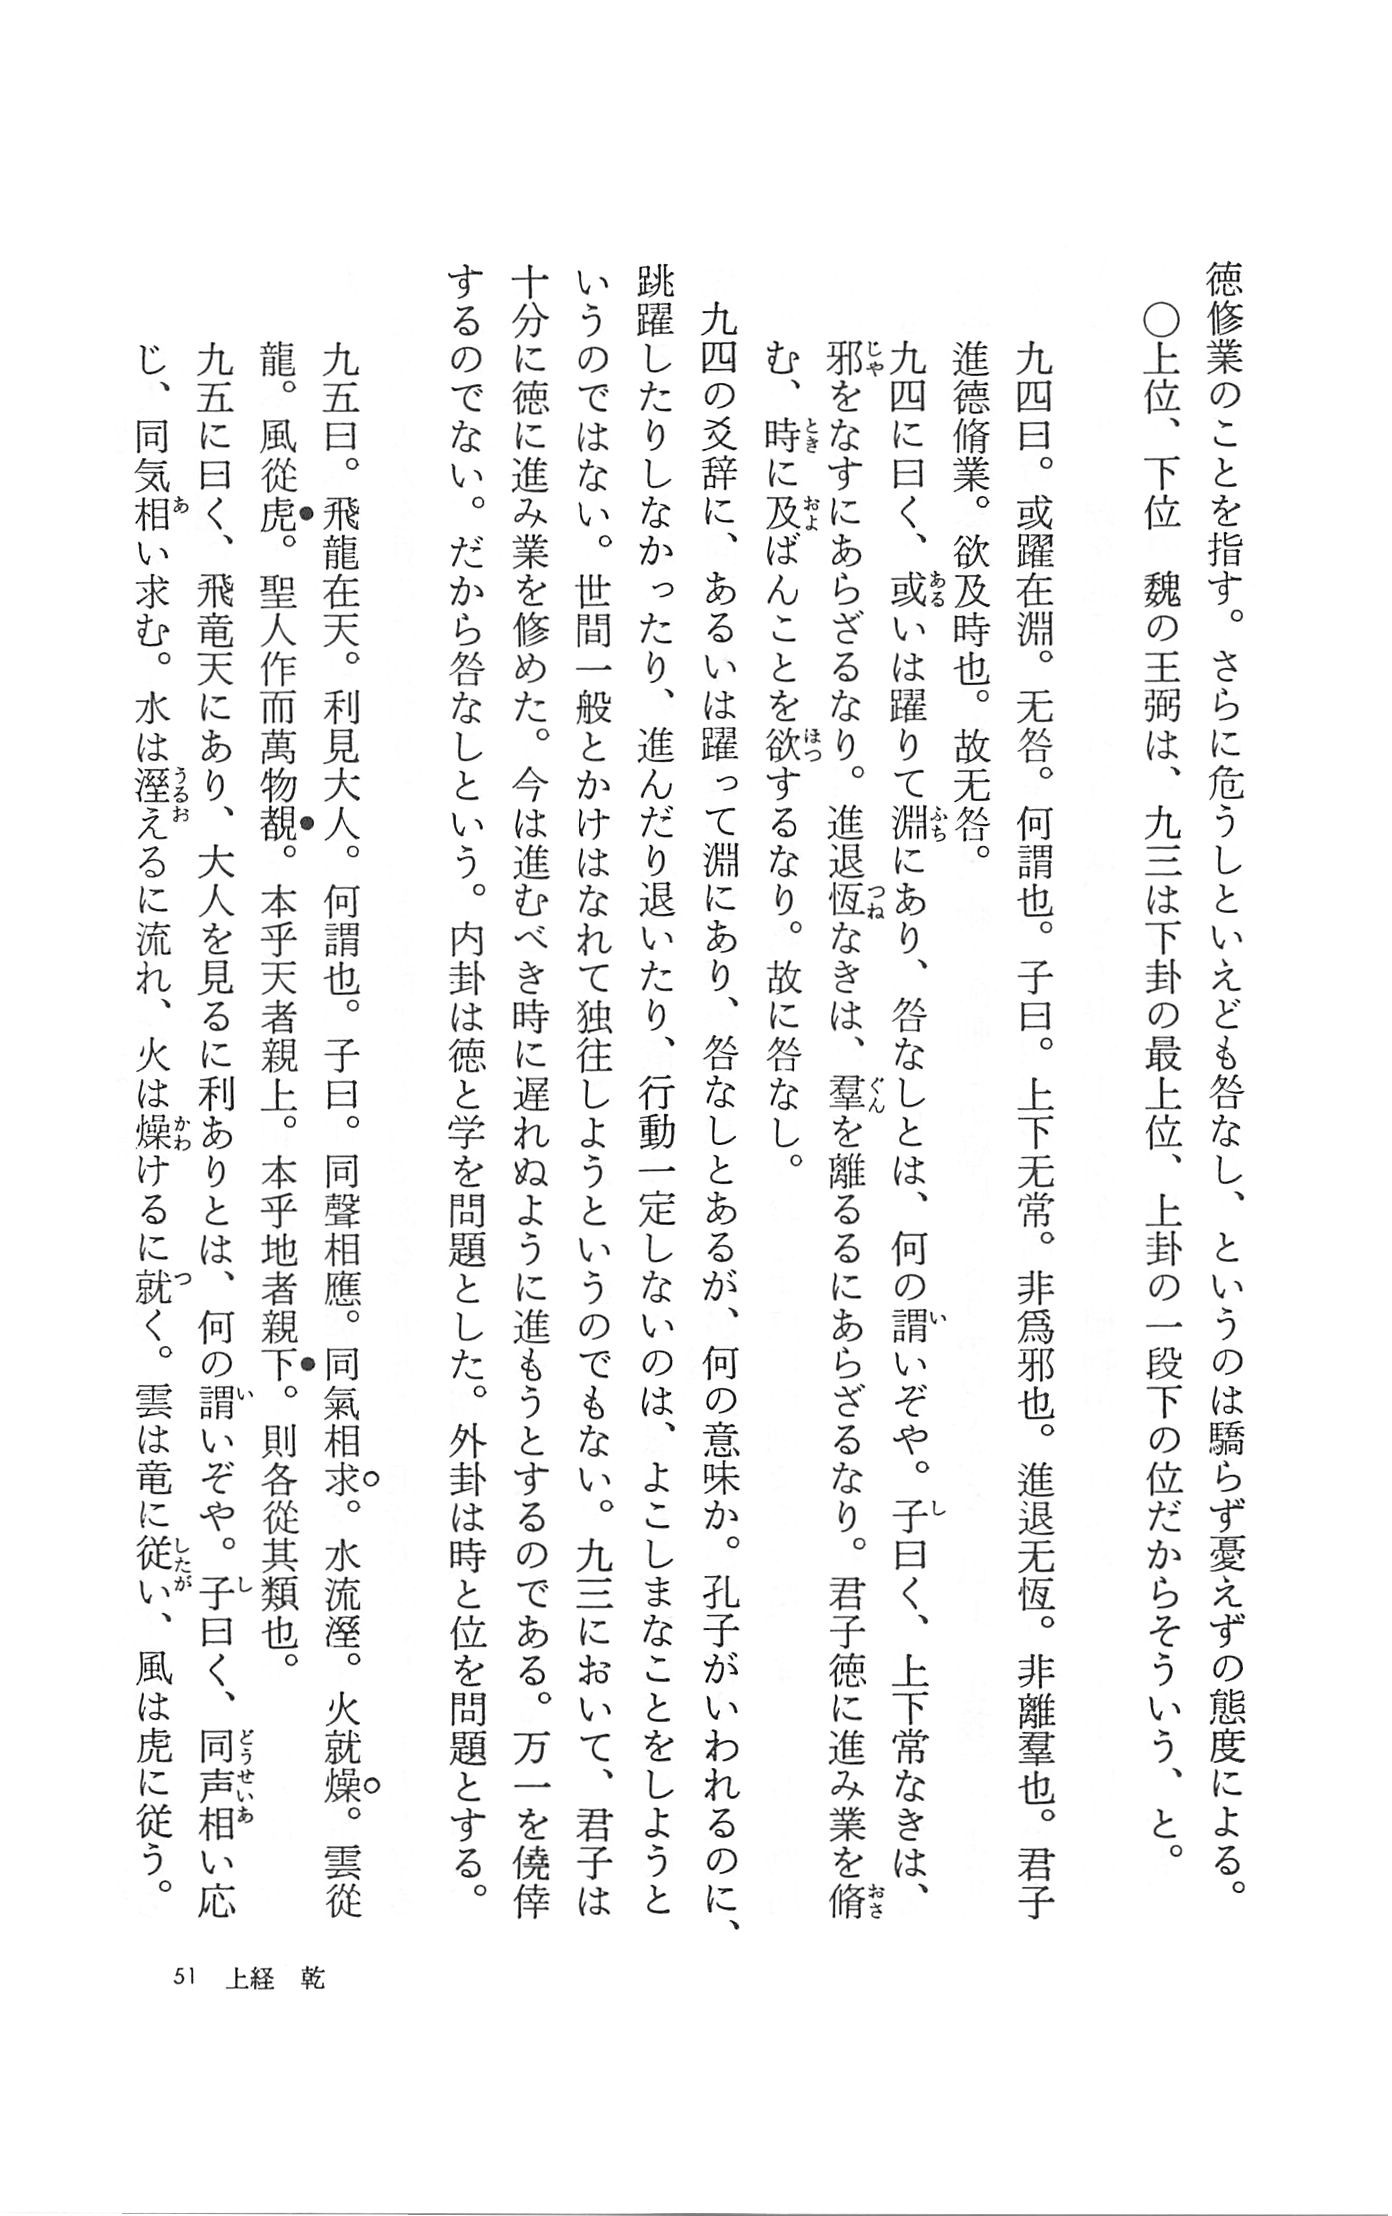 徳修業のことを指す。さらに危うしといえども咎なし、というのは驕らず憂えずの態度による。
○上位、下位　魏の王弼は、九三は下卦の最上位、上卦の一段下の位だからそういう、と。
九四曰。或躍在淵。无咎。何謂也。子曰。上下无常。非爲邪也。進退无恆。非離羣也。君子
進德脩業。欲及時也。故无咎。
九四に曰く、或いは躍りて淵にあり、咎なしとは、何の謂いぞや。子曰く、上下常なきは、
邪をなすにあらざるなり。進退恆なきは、羣を離るるにあらざるなり。君子徳に進み業を脩
む、時に及ばんことを欲するなり。故に咎なし。
九四の爻辞に、あるいは躍って淵にあり、咎なしとあるが、何の意味か。孔子がいわれるのに、
跳躍したりしなかったり、進んだり退いたり、行動一定しないのは、よこしまなことをしようと
いうのではない。世間一般とかけはなれて独往しようというのでもない。九三において、君子は
十分に徳に進み業を修めた。今は進むべき時に遅れぬように進もうとするのである。万一を僥倖
するのでない。だから咎なしという。内卦は徳と学を問題とした。外卦は時と位を問題とする。
九五曰。飛龍在天。利見大人。何謂也。子曰。同聲相應。同氣相求。水流溼。火就燥。雲從
龍。風從虎。聖人作而萬物覩。本乎天者親上。本乎地者親下。則各從其類也。
九五に曰く、飛竜天にあり、大人を見るに利ありとは、何の謂いぞや。子曰く、同声相い応
じ、同気相い求む。水は溼えるに流れ、火は燥けるに就く。雲は竜に従い、風は虎に従う。
51　上経　乾